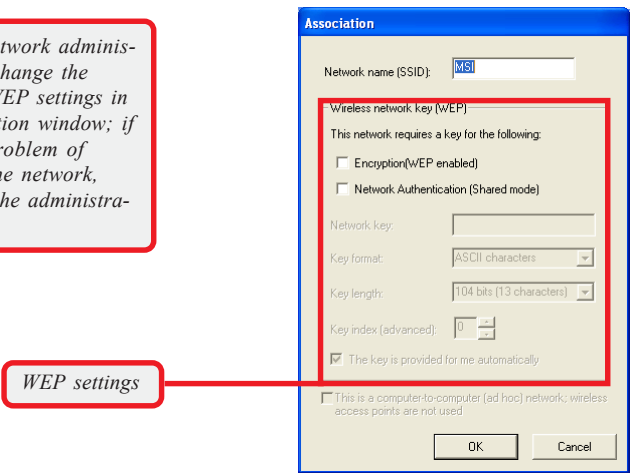 twork adminis-
hange the
VEP settings in
tion window; if
roblem of
he network,
he administra-
WEP settings
Association
Network name (SSID):
MSI
Wireless network key (WEP)
This network requires a key for the following:
Encryption(WEP enabled)
Network Authentication (Shared mode)
Network key:
Key format:
ASCII characters
Key length:
104 bits (13 characters)
Key index (advanced):
0
The key is provided for me automatically
This is a computer-to-computer (ad hoc) network; wireless
access points are not used
OK
Cancel